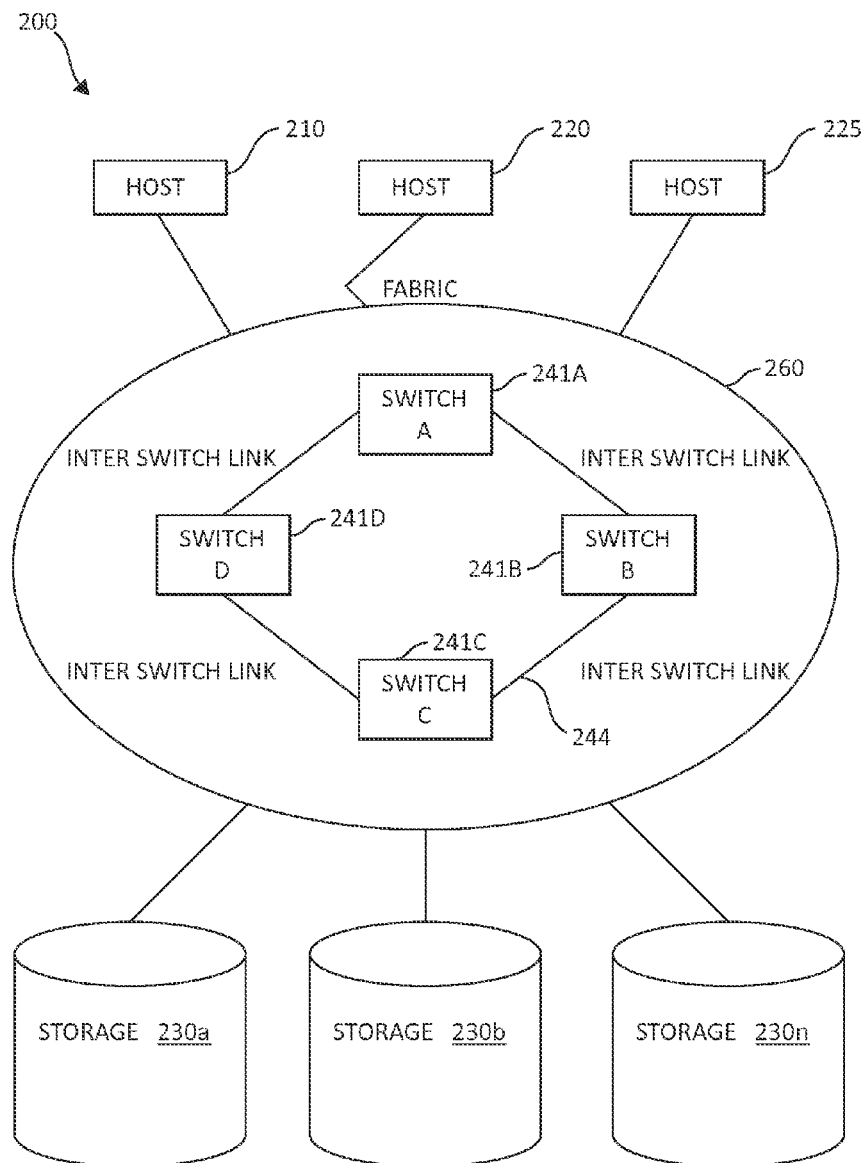 200
210
220
225
HOST
HOST
HOST
FABRIC
260
241A
SWITCH
A
INTER SWITCH LINK
INTER SWITCH LINK
241D
SWITCH
D
241B
SWITCH
B
241C
INTER SWITCH LINK
INTER SWITCH LINK
SWITCH
C
244
STORAGE 230a
STORAGE 230b
STORAGE 230n